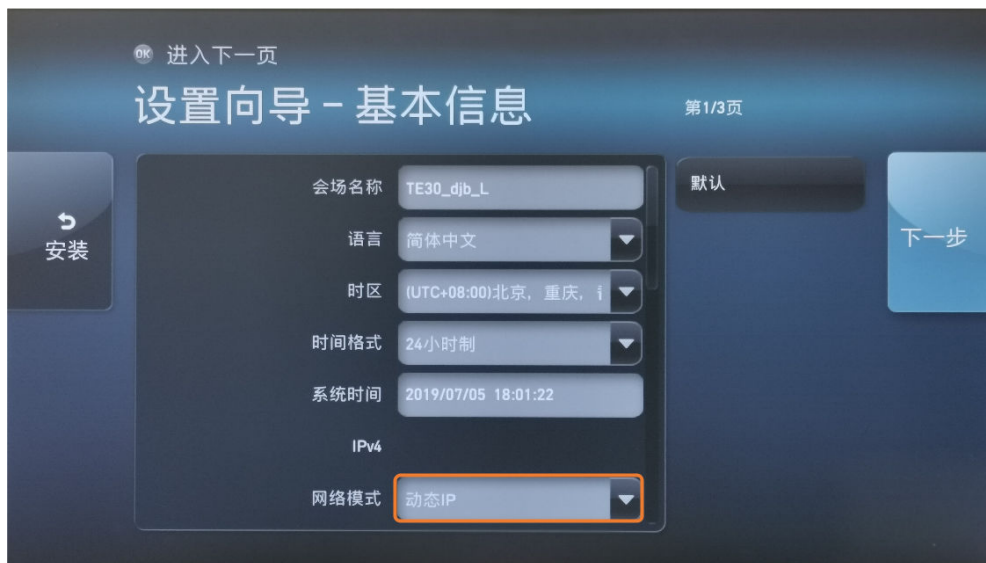 OK 进入下一页
设置向导 - 基本信息
第1/3页
安装
会场名称 TE30_djb_L
默认
下一步
语言 简体中文
时区 (UTC+08:00)北京, 重庆,
时间格式 24小时制
系统时间 2019/07/05 18:01:22
IPv4
网络模式 动态IP